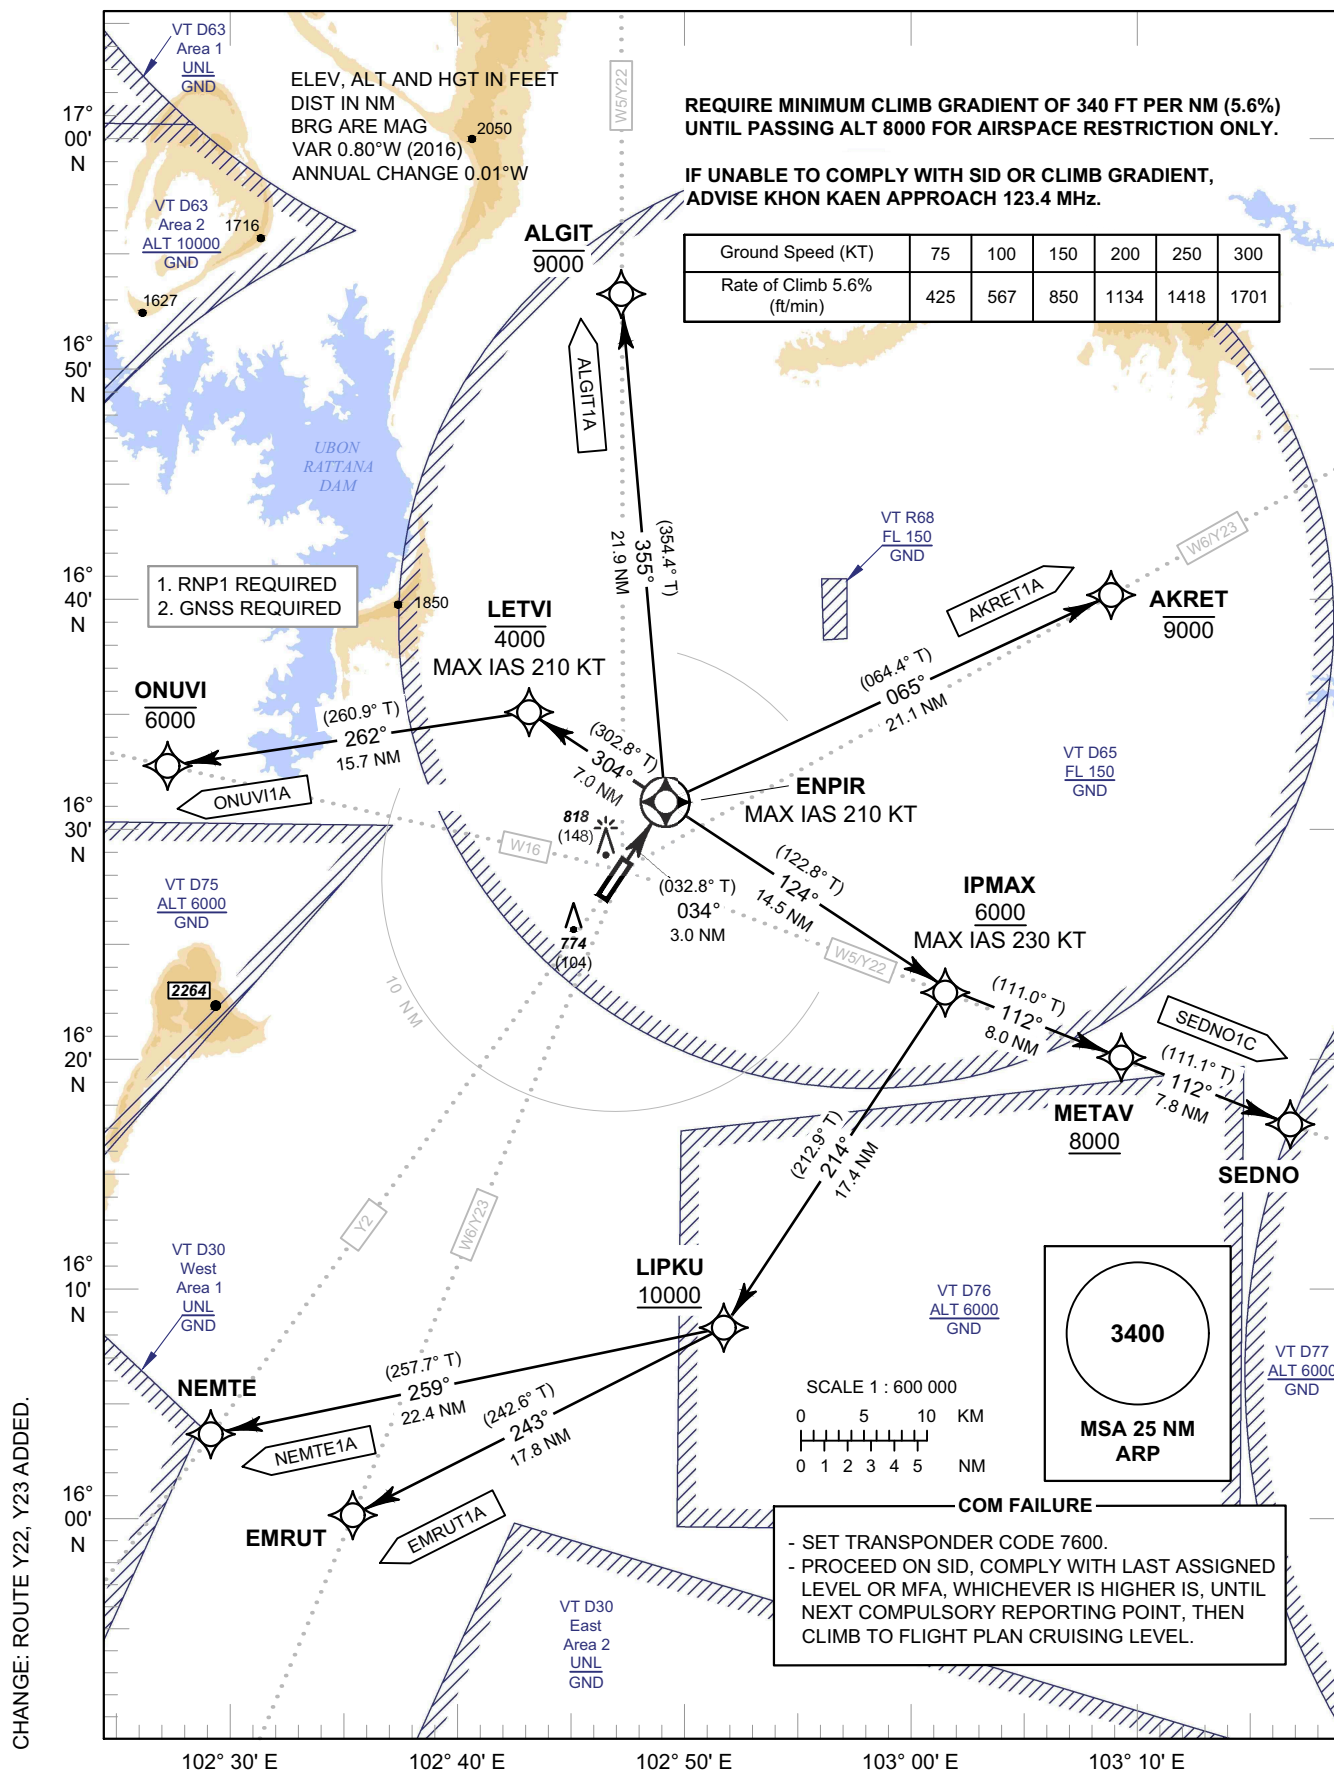 VT D63
Area 1
UNL
GND
ELEV, ALT AND HGT IN FEET
DIST IN NM
BRG ARE MAG
VAR 0.80°W (2016)
ANNUAL CHANGE 0.01°W
2050
W5/Y22
REQUIRE MINIMUM CLIMB GRADIENT OF 340 FT PER NM (5.6%)
UNTIL PASSING ALT 8000 FOR AIRSPACE RESTRICTION ONLY.
IF UNABLE TO COMPLY WITH SID OR CLIMB GRADIENT,
ADVISE KHON KAEN APPROACH 123.4 MHz.
17°
00'
N
VT D63
Area 2
ALT 10000
GND
1716
1627
ALGIT
9000
Ground Speed (KT) 75 100 150 200 250 300
Rate of Climb 5.6%
(ft/min) 425 567 850 1134 1418 1701
16°
50'
N
ALGIT1A
UBON
RATTANA
DAM
(354.4° T)
355°
21.9 NM
VT R68
FL 150
GND
W6/Y23
1. RNP1 REQUIRED
2. GNSS REQUIRED
1850
16°
40'
N
LETVI
4000
MAX IAS 210 KT
AKRET1A
AKRET
9000
ONUVI
6000
(260.9° T)
262°
15.7 NM
(302.8° T)
304°
7.0 NM
(064.4° T)
065°
21.1 NM
VT D65
FL 150
GND
ONUVI1A
ENPIR
MAX IAS 210 KT
16°
30'
N
818
(148)
W16
(032.8° T)
034°
3.0 NM
(122.8° T)
124°
14.5 NM
IPMAX
6000
MAX IAS 230 KT
VT D75
ALT 6000
GND
774
(104)
W5/Y22
2264
10 NM
(111.0° T)
112°
8.0 NM
SEDNO1C
16°
20'
N
(111.1° T)
112°
7.8 NM
METAV
8000
SEDNO
(212.9° T)
214°
17.4 NM
Y2
W6/Y23
VT D30
West
Area 1
UNL
GND
16°
10'
N
LIPKU
10000
VT D76
ALT 6000
GND
3400
MSA 25 NM
ARP
VT D77
ALT 6000
GND
NEMTE
(257.7° T)
259°
22.4 NM
(242.6° T)
243°
17.8 NM
NEMTE1A
SCALE 1 : 600 000
0 5 10 KM
0 1 2 3 4 5 NM
16°
00'
N
EMRUT
EMRUT1A
COM FAILURE
- SET TRANSPONDER CODE 7600.
- PROCEED ON SID, COMPLY WITH LAST ASSIGNED
LEVEL OR MFA, WHICHEVER IS HIGHER IS, UNTIL
NEXT COMPULSORY REPORTING POINT, THEN
CLIMB TO FLIGHT PLAN CRUISING LEVEL.
VT D30
East
Area 2
UNL
GND
CHANGE: ROUTE Y22, Y23 ADDED.
102° 30' E 102° 40' E 102° 50' E 103° 00' E 103° 10' E